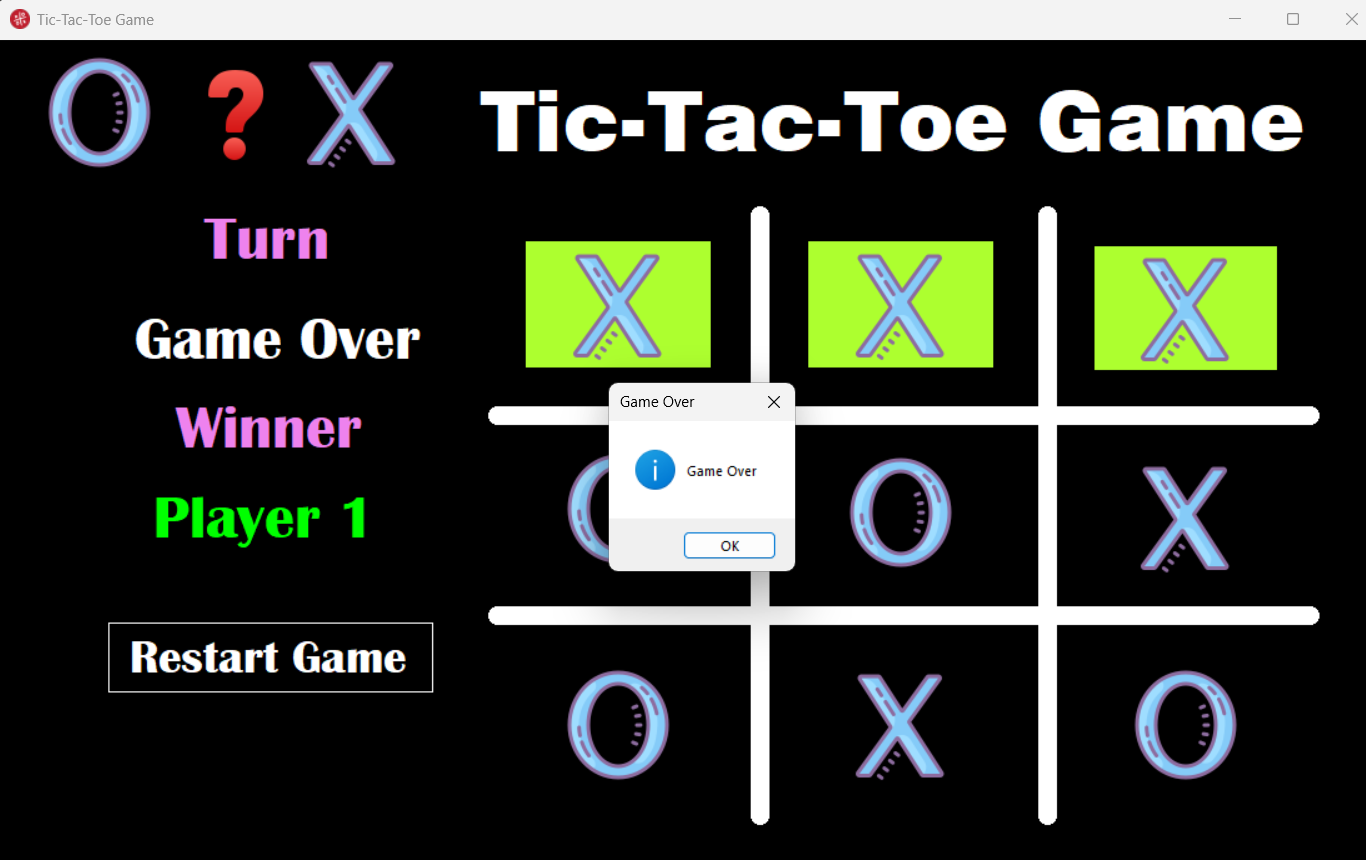 Tic-Tac-Toe Game
O ? X
Tic-Tac-Toe Game
Turn
Game Over
Winner
Player 1
Restart Game
X X X
Game Over
Game Over
OK
O O X
O X O